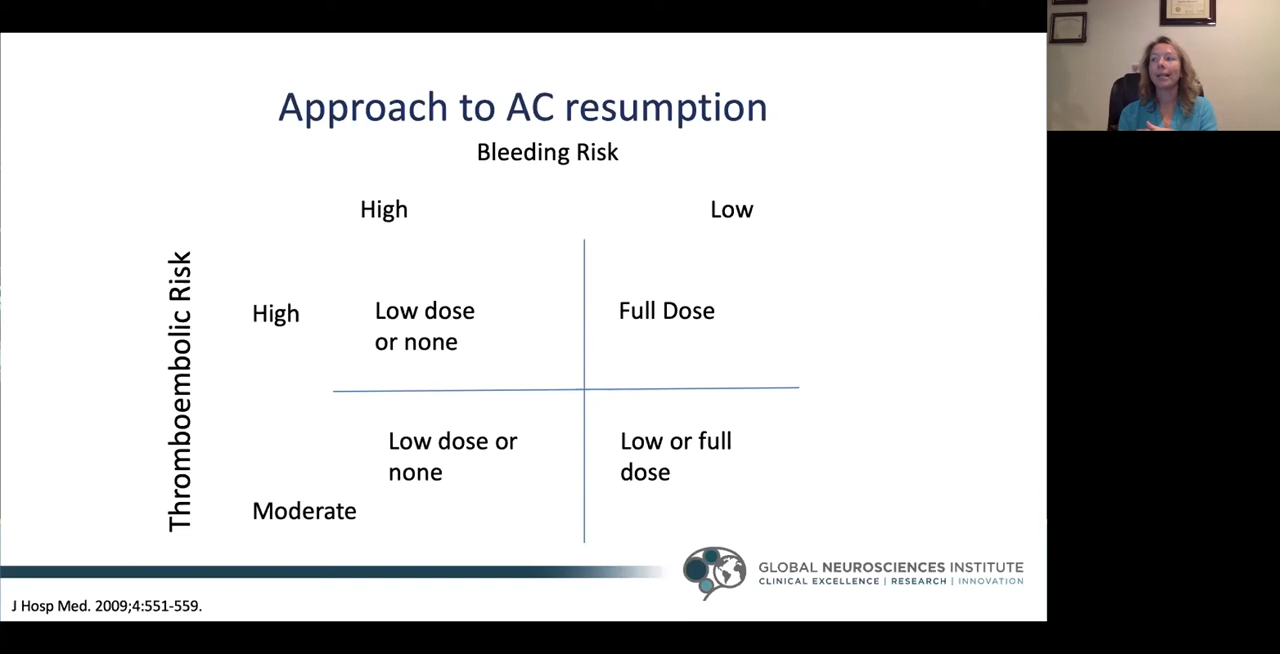 Approach to AC resumption
Bleeding Risk
High
Low
Thromboembolic Risk
High
Low dose
or none
Full Dose
Low dose or
none
Low or full
dose
Moderate
GLOBAL NEUROSCIENCES INSTITUTE
CLINICAL EXCELLENCE | RESEARCH | INNOVATION
J Hosp Med. 2009;4:551-559.